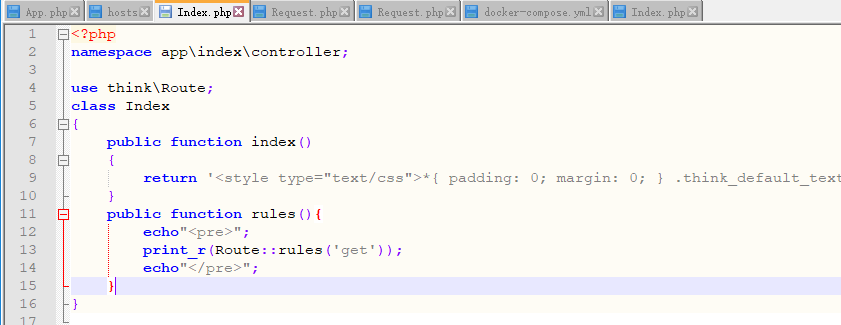 App.php hosts Index.php Request.php Request.php docker-compose.yml Index.php
1 <?php
2 namespace app\index\controller;
3
4 use think\Route;
5 class Index
6 {
7 public function index()
8 {
9 return '<style type="text/css">*{ padding: 0; margin: 0; } .think_default_text
10 }
11 public function rules(){
12 echo"<pre>";
13 print_r(Route::rules('get'));
14 echo"</pre>";
15 }
16 }
17